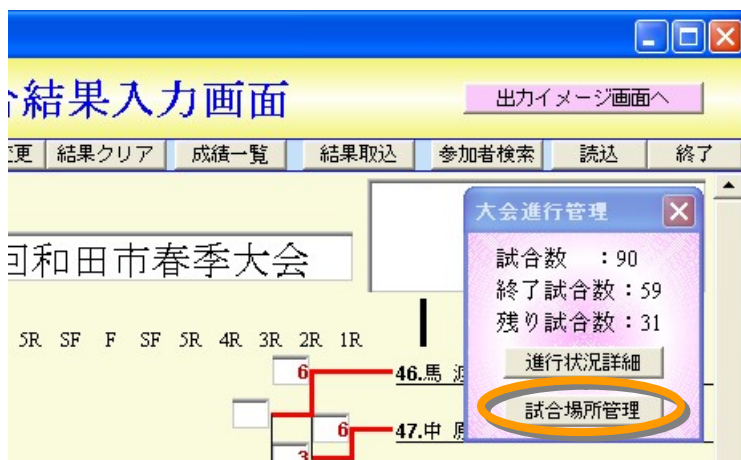 結果入力画面
出力イメージ画面へ
更 結果クリア 成績一覧 結果取込 参加者検索 読込 終了
大会進行管理
試合数 :90
終了試合数:59
残り試合数:31
進行状況詳細
試合場所管理
回和田市春季大会
5R SF F SF 5R 4R 3R 2R 1R
6
46.馬 渡
6
47.中 原
3